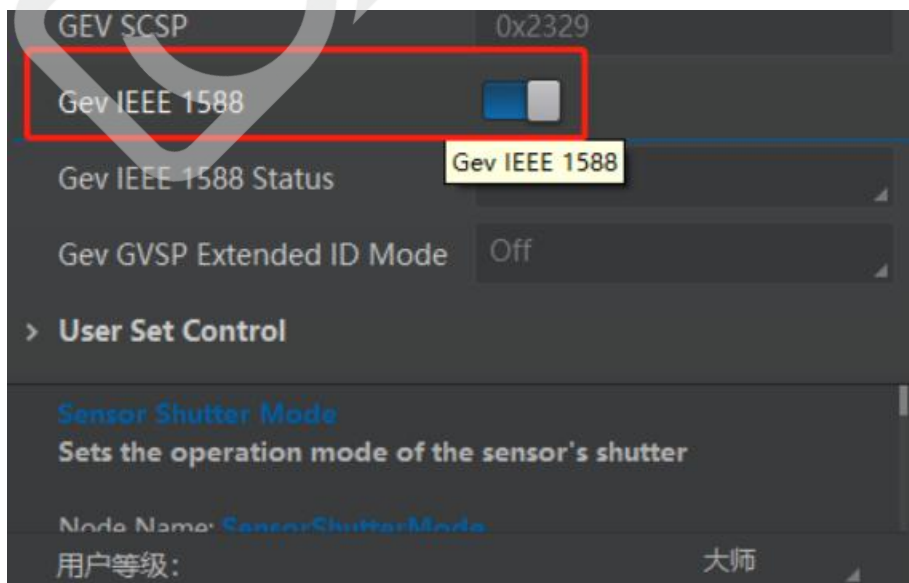 GEV SCSP 0x2329
Gev IEEE 1588
Gev IEEE 1588
Gev IEEE 1588 Status
Gev GVSP Extended ID Mode Off
> User Set Control
Sensor Shutter Mode
Sets the operation mode of the sensor's shutter
Node Name: SensorShutterMode
用户等级： 大师